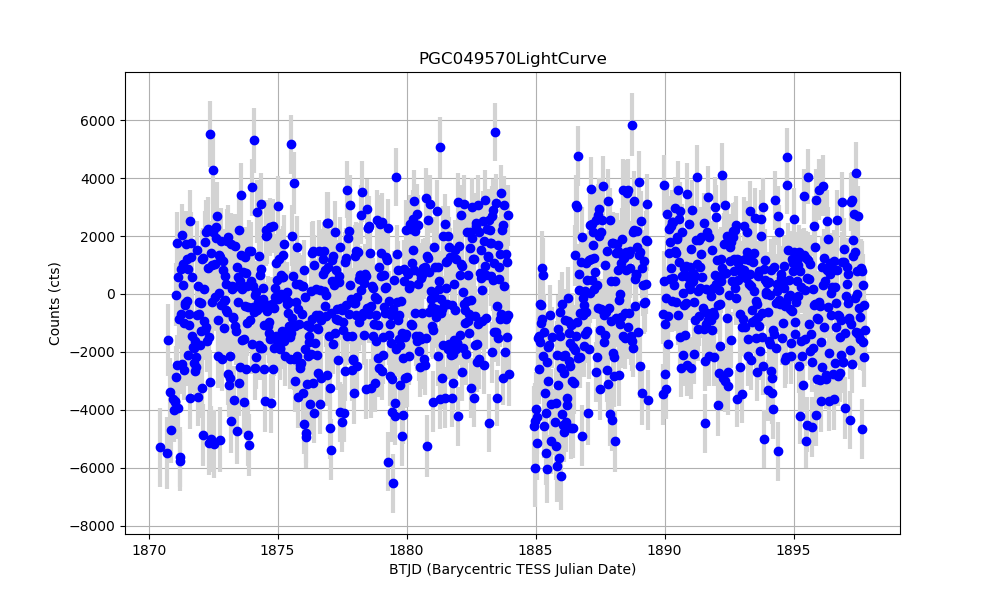 PGC049570LightCurve
6000
4000
2000
0
−2000
−4000
−6000
−8000
Counts (cts)
1870 1875 1880 1885 1890 1895
BTJD (Barycentric TESS Julian Date)